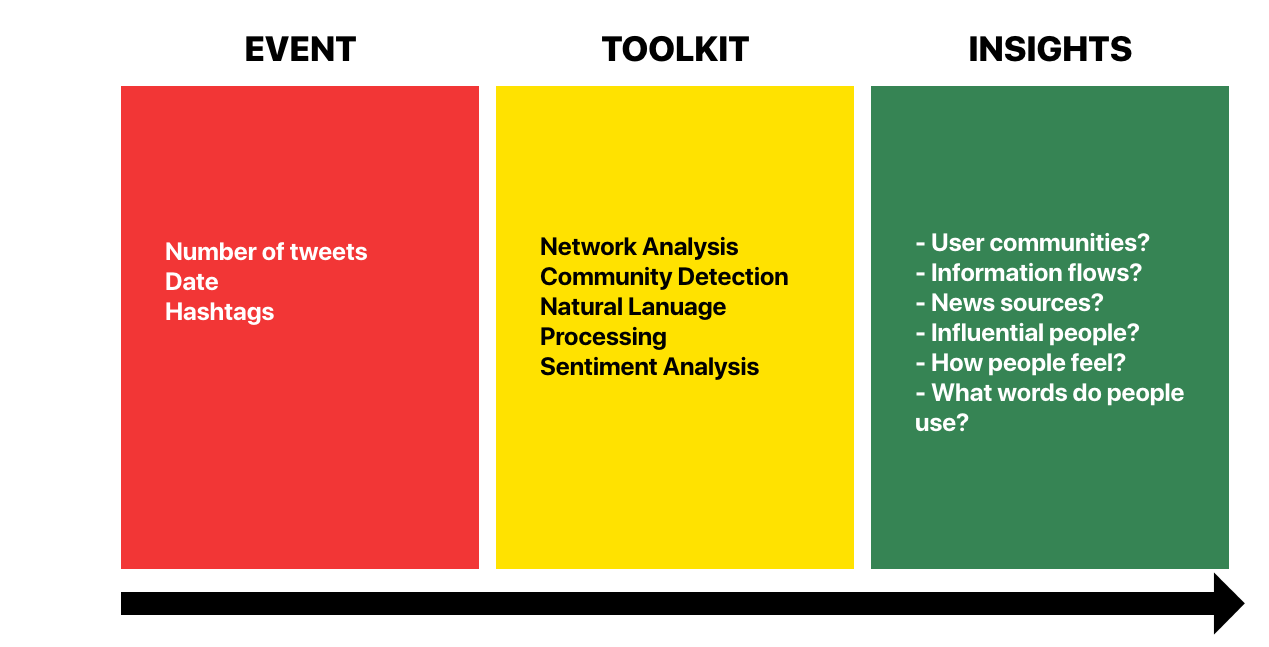 EVENT
TOOLKIT
INSIGHTS
Number of tweets
Date
Hashtags
Network Analysis
Community Detection
Natural Lanuage
Processing
Sentiment Analysis
- User communities?
- Information flows?
- News sources?
- Influential people?
- How people feel?
- What words do people
use?